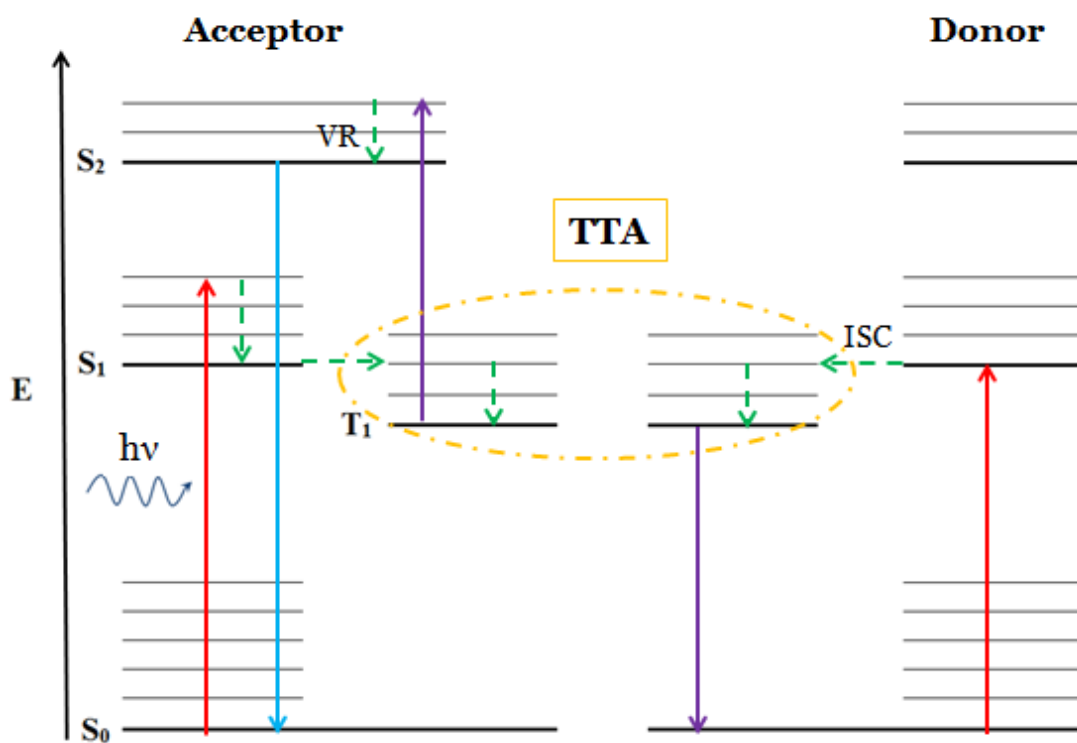 Acceptor
Donor
VR
S₂
TTA
ISC
S₁
E
T₁
hν
S₀